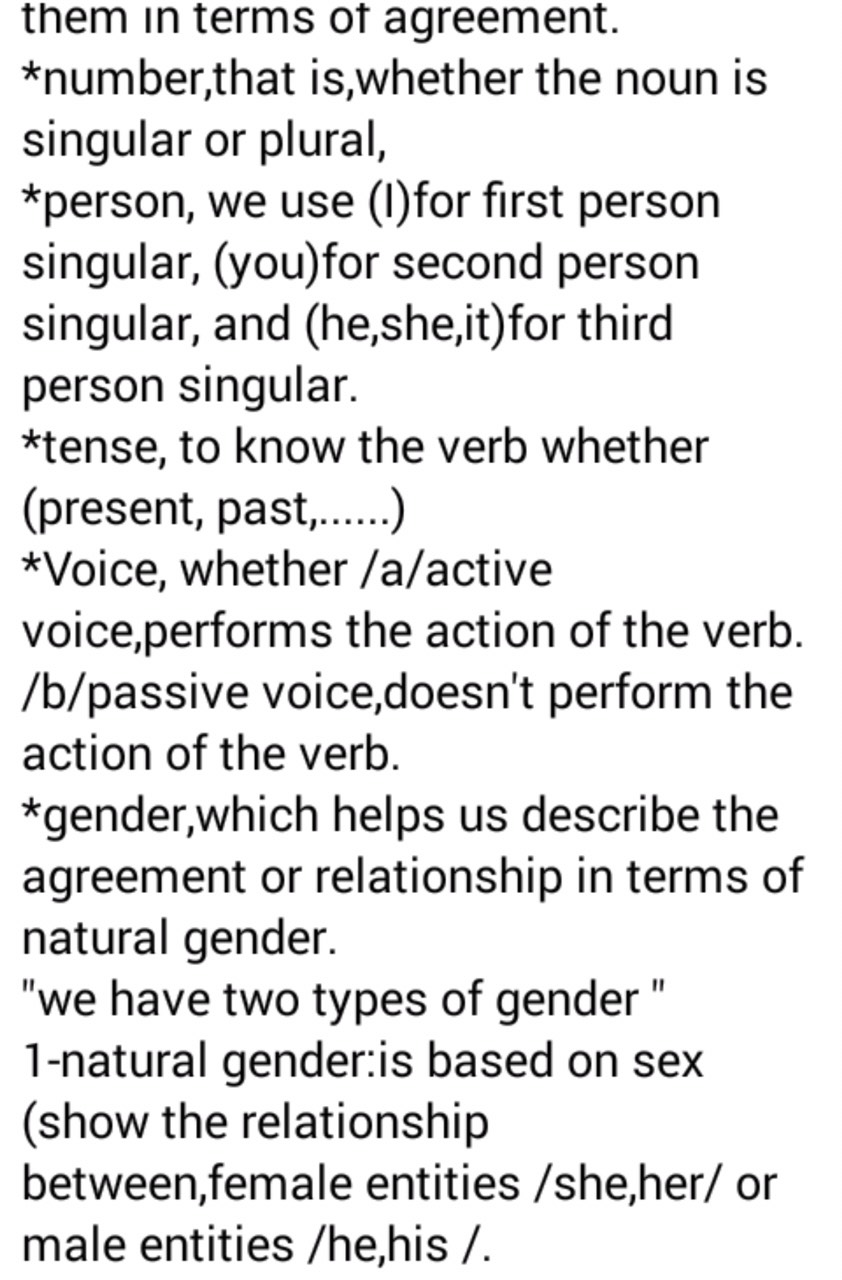 them in terms of agreement.
*number,that is,whether the noun is
singular or plural,
*person, we use (I)for first person
singular, (you)for second person
singular, and (he,she,it)for third
person singular.
*tense, to know the verb whether
(present, past,......)
*Voice, whether /a/active
voice,performs the action of the verb.
/b/passive voice,doesn't perform the
action of the verb.
*gender,which helps us describe the
agreement or relationship in terms of
natural gender.
"we have two types of gender "
1-natural gender:is based on sex
(show the relationship
between,female entities /she,her/ or
male entities /he,his /.